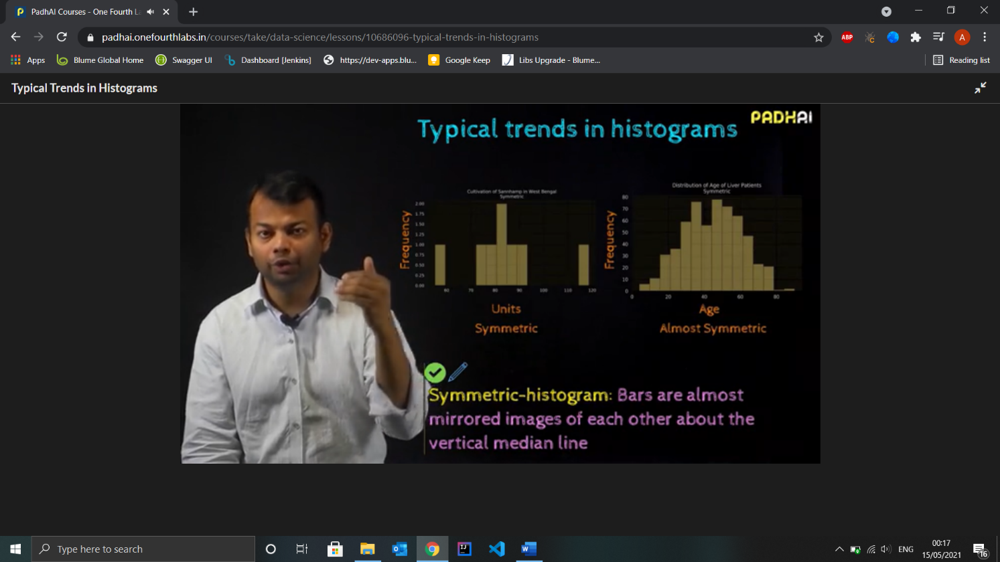 PadhAI Courses - One Fourth La
padhai.onefourthlabs.in/courses/take/data-science/lessons/10686096-typical-trends-in-histograms
ABP
A
Apps
Blume Global Home
Swagger UI
Dashboard [Jenkins]
https://dev-apps.blu...
Google Keep
Libs Upgrade - Blume...
Reading list
Typical Trends in Histograms
PADHAI
Typical trends in histograms
Cultivation of Sannhamp in West Bengal
Symmetric
Frequency
2.00
1.75
1.50
1.25
1.00
0.75
0.50
0.25
0.00
60 70 80 90 100 110 120
Units
Symmetric
Distribution of Age of Liver Patients
Symmetric
Frequency
80
70
60
50
40
30
20
10
0
0 20 40 60 80
Age
Almost Symmetric
Symmetric-histogram: Bars are almost
mirrored images of each other about the
vertical median line
Type here to search
ENG
00:17
15/05/2021
16